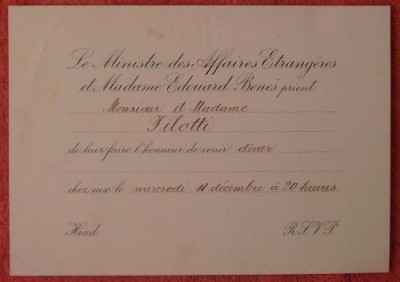 Le Ministre des Affaires Etrangères
et Madame Edouard Beneš prient
Monsieur et Madame
Pilotti
de leur faire l'honneur de venir dîner
chez eux le mercredi 11 décembre à 20 heures.
Hrad R.S.V.P.